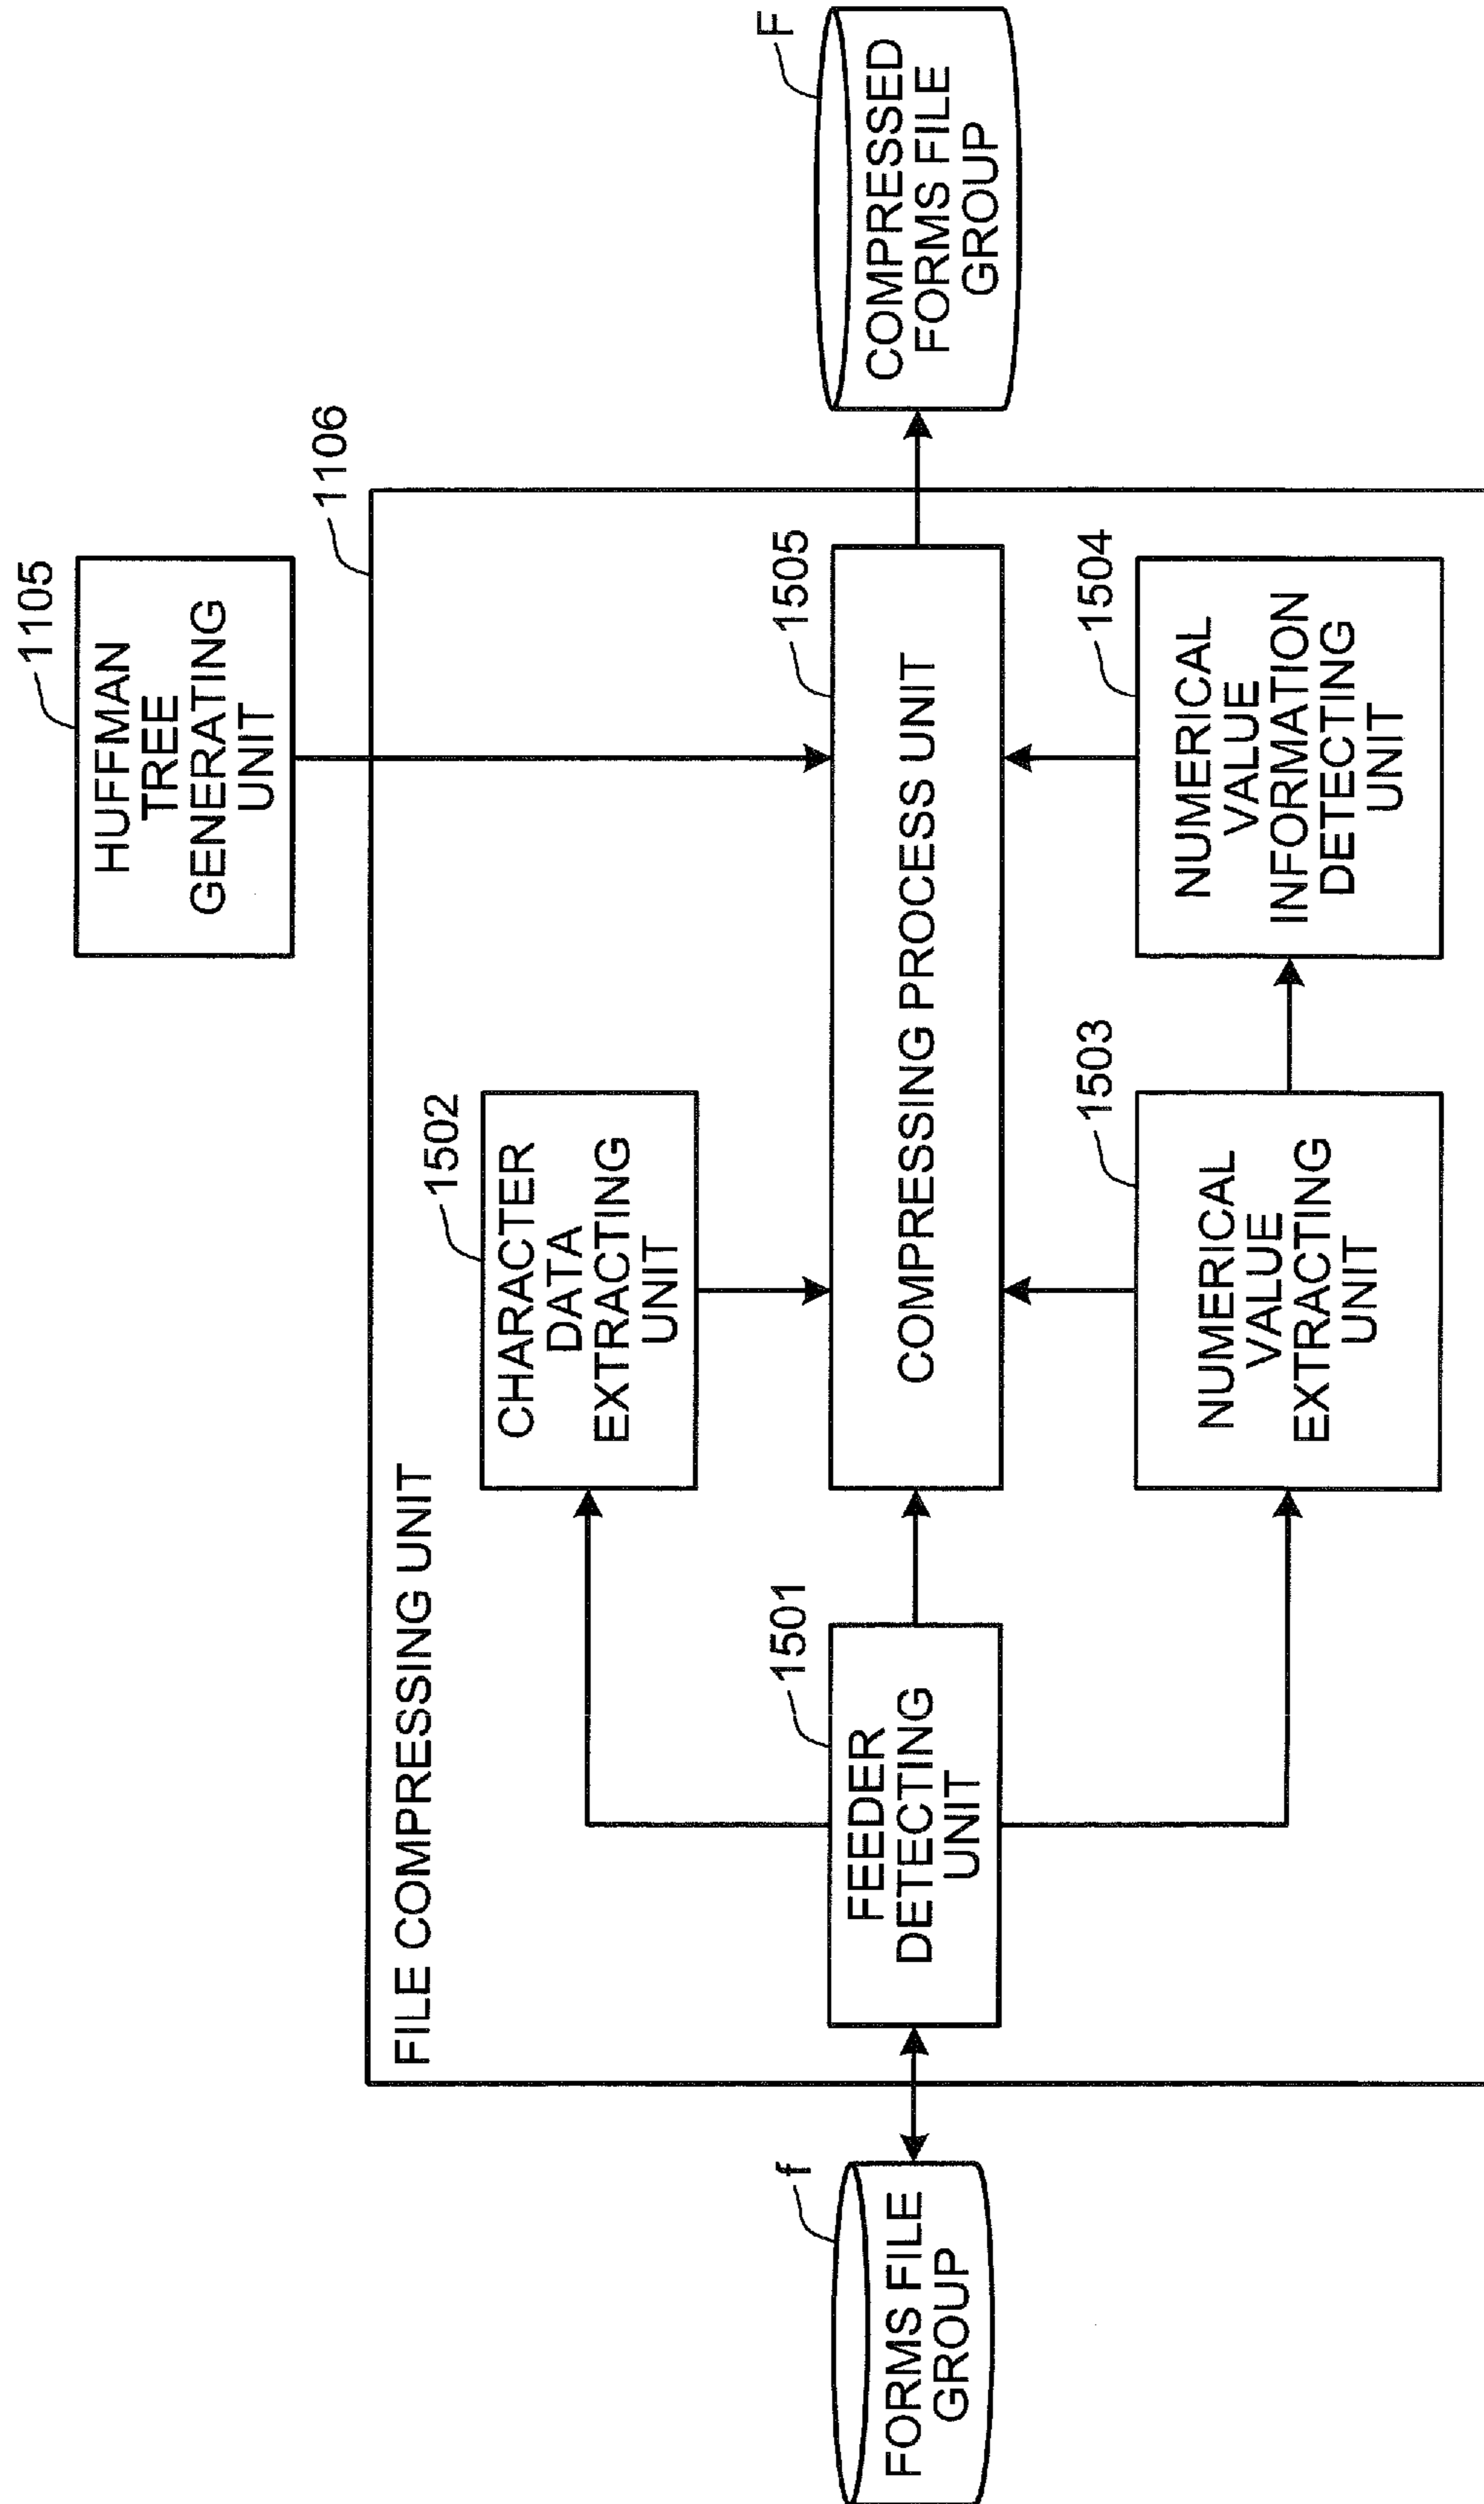 1105
HUFFMAN
TREE
GENERATING
UNIT
1106
FILE COMPRESSING UNIT
1502
CHARACTER
DATA
EXTRACTING
UNIT
f
FORMS FILE
GROUP
1501
FEEDER
DETECTING
UNIT
1505
COMPRESSING PROCESS UNIT
F
COMPRESSED
FORMS FILE
GROUP
1503
NUMERICAL
VALUE
EXTRACTING
UNIT
1504
NUMERICAL
VALUE
INFORMATION
DETECTING
UNIT